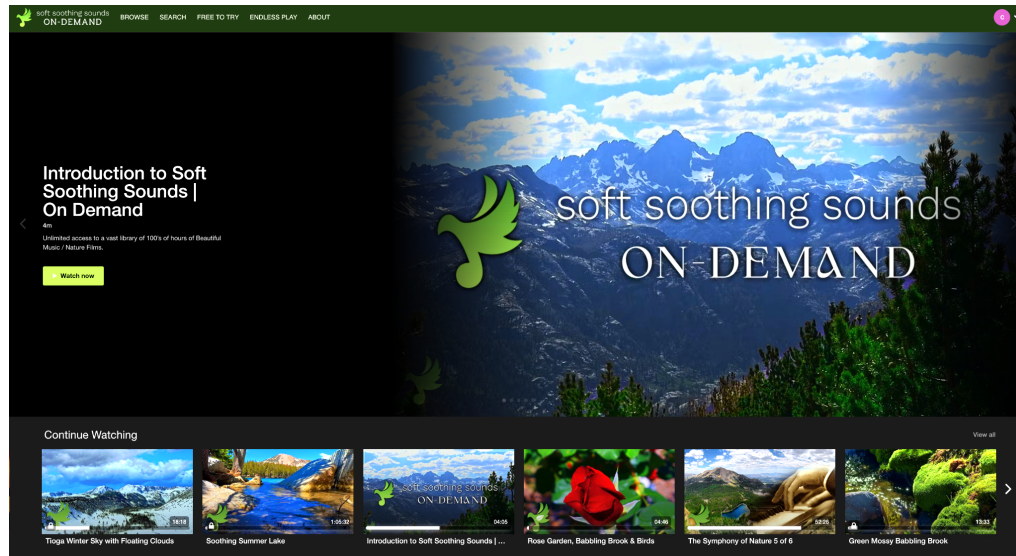 soft soothing sounds
ON-DEMAND
BROWSE SEARCH FREE TO TRY ENDLESS PLAY ABOUT
C
Introduction to Soft
Soothing Sounds |
On Demand
4m
Unlimited access to a vast library of 100's of hours of Beautiful
Music / Nature Films.
Watch now
soft soothing sounds
ON-DEMAND
Continue Watching
View all
18:18
1:05:32
soft soothing sounds
ON-DEMAND
04:05
04:46
52:25
13:33
Tioga Winter Sky with Floating Clouds
Soothing Summer Lake
Introduction to Soft Soothing Sounds | ...
Rose Garden, Babbling Brook & Birds
The Symphony of Nature 5 of 6
Green Mossy Babbling Brook